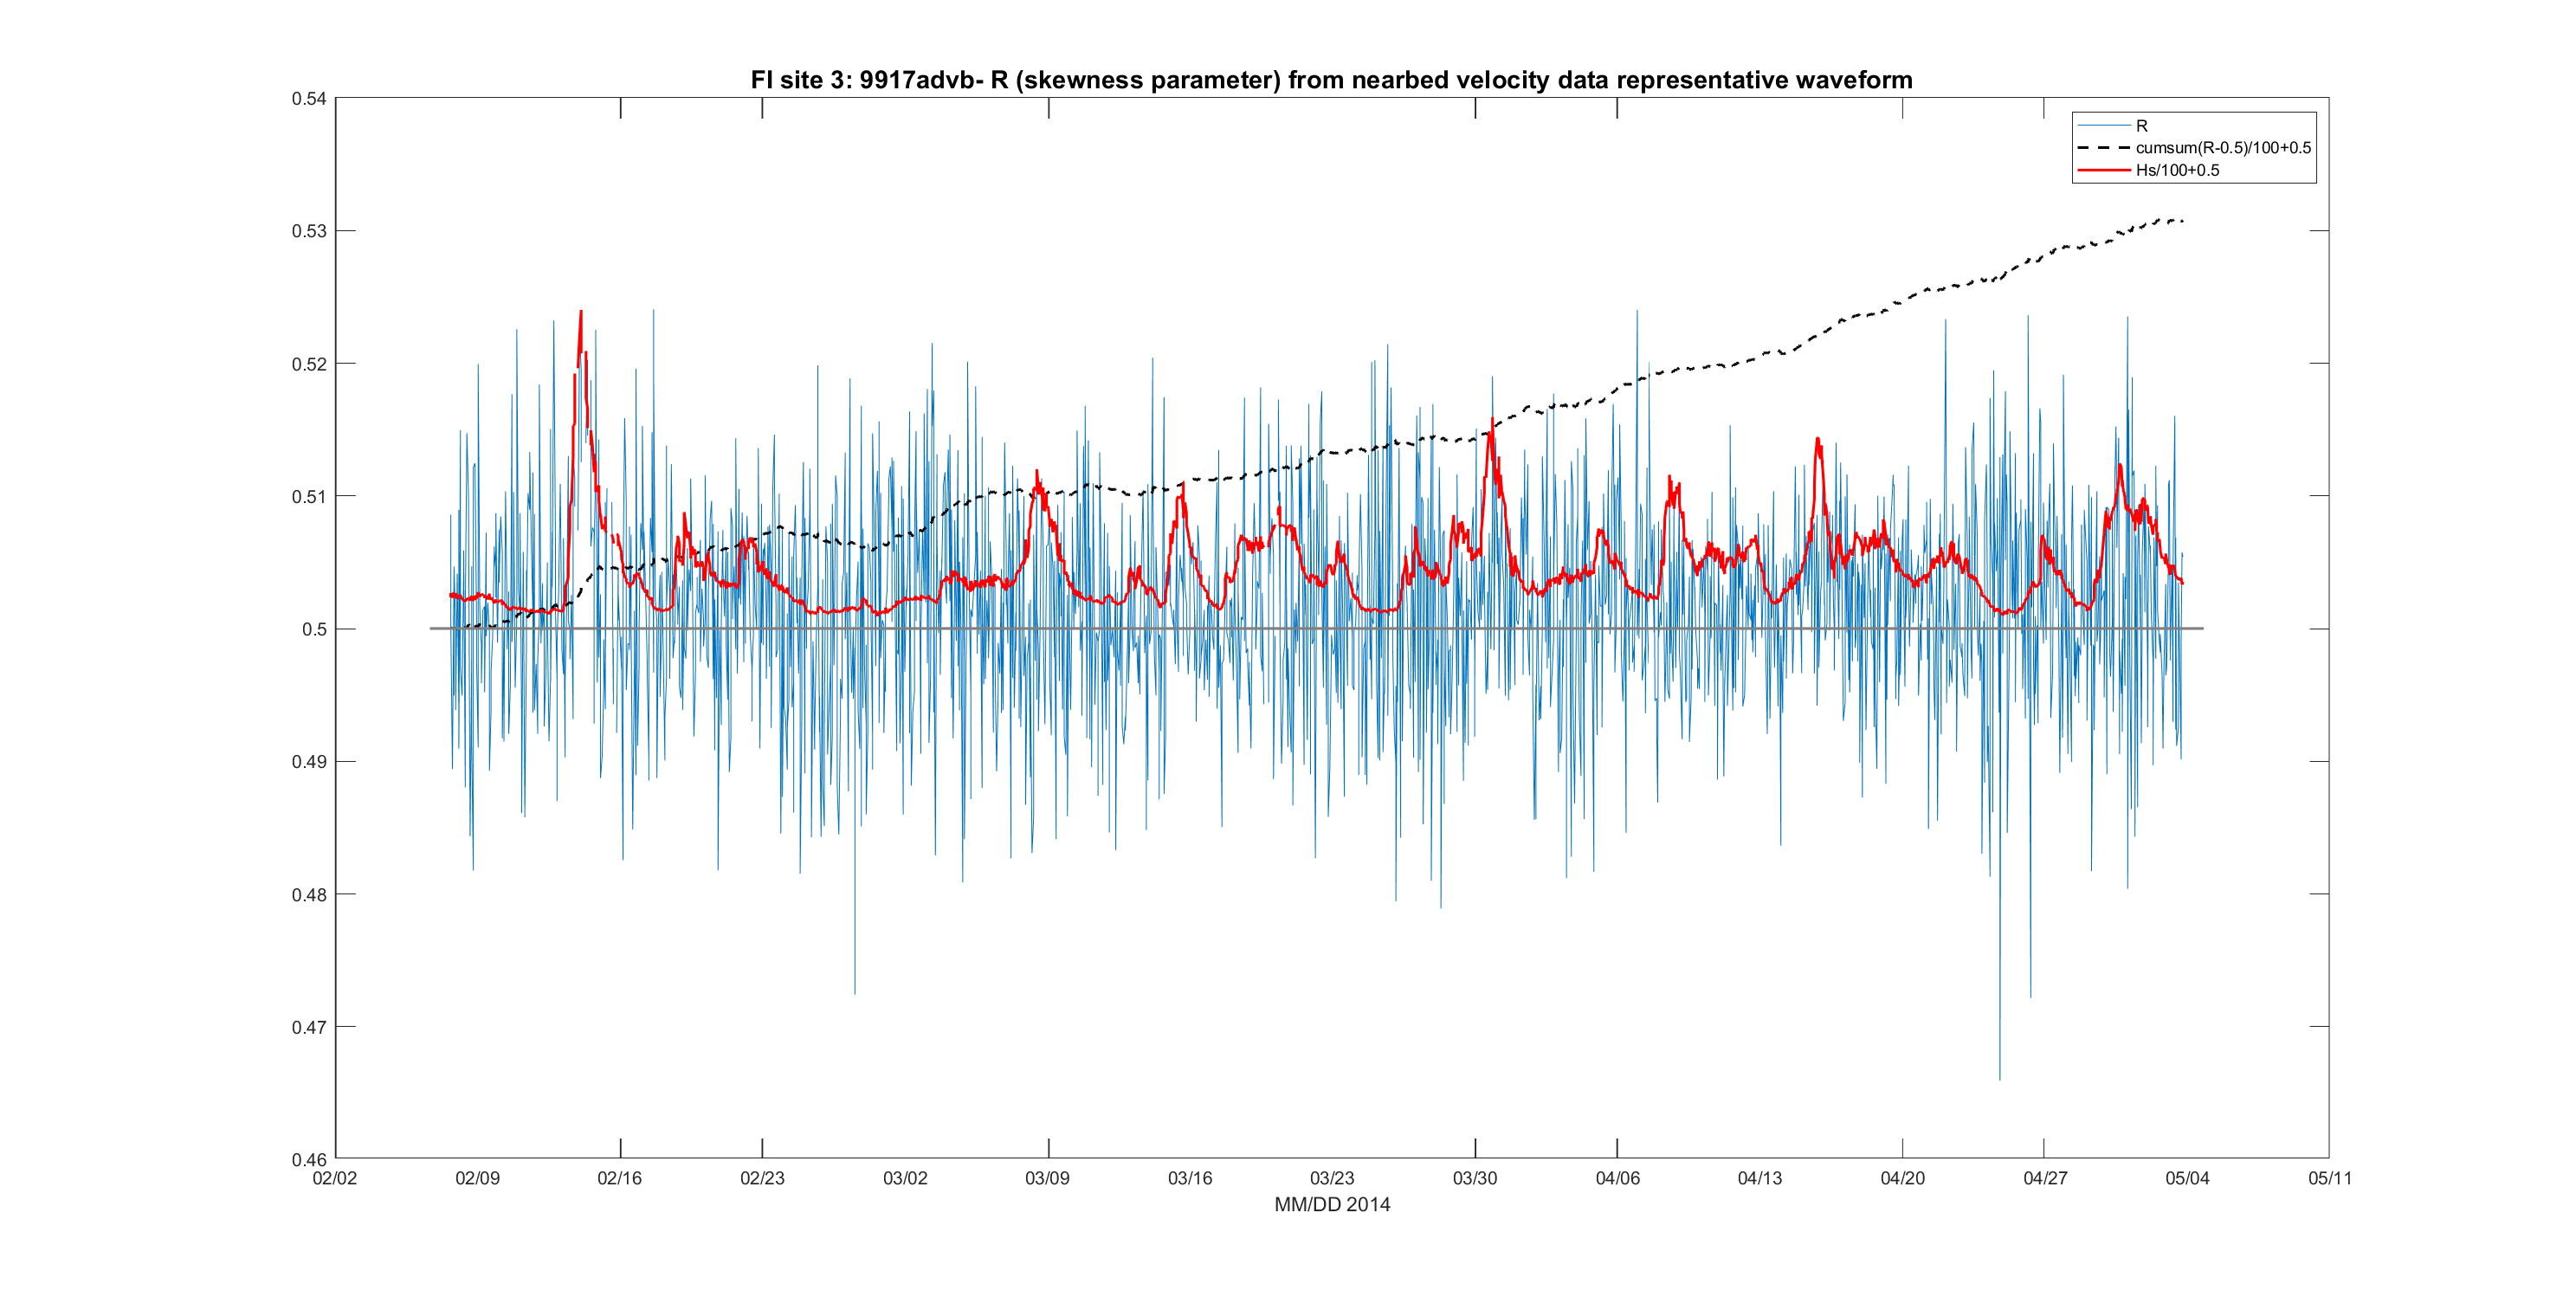 FI site 3: 9917advb- R (skewness parameter) from nearbed velocity data representative waveform
0.54
R
cumsum(R-0.5)/100+0.5
Hs/100+0.5
0.53
0.52
0.51
0.5
0.49
0.48
0.47
0.46
02/02 02/09 02/16 02/23 03/02 03/09 03/16 03/23 03/30 04/06 04/13 04/20 04/27 05/04 05/11
MM/DD 2014